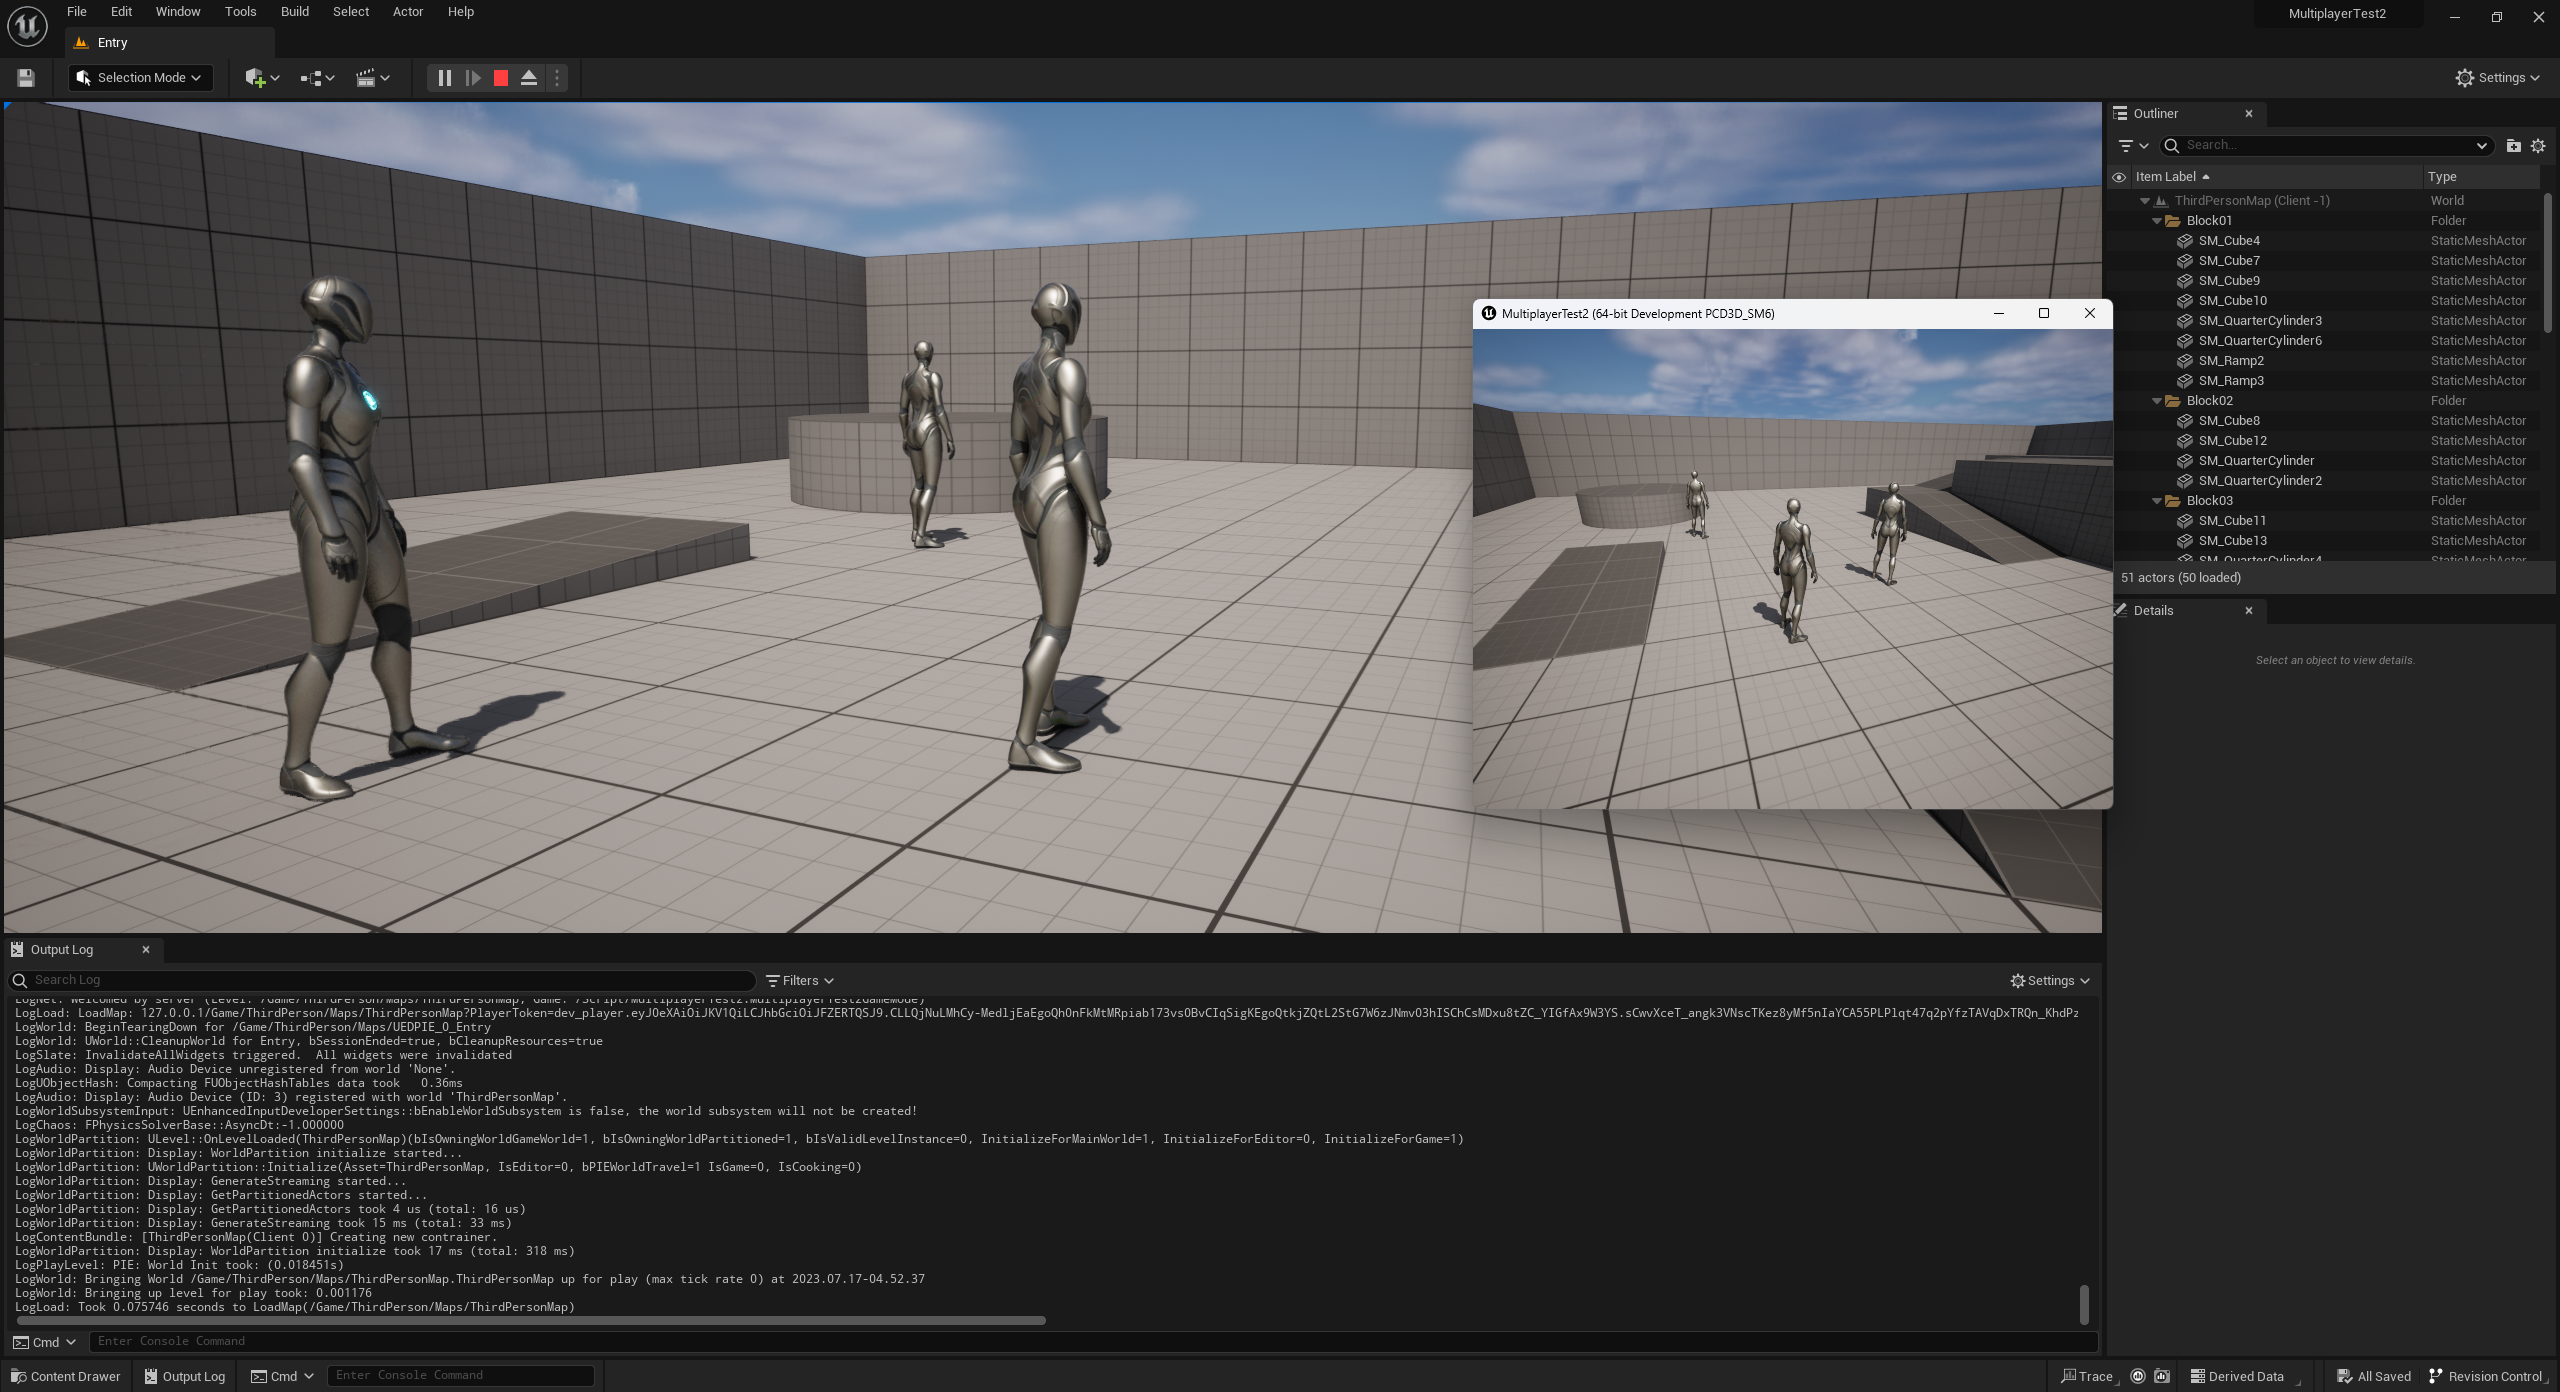 File Edit Window Tools Build Select Actor Help
MultiplayerTest2
Entry
Selection Mode
Settings
Outliner
Search...
Item Label Type
ThirdPersonMap (Client -1) World
Block01 Folder
SM_Cube4 StaticMeshActor
SM_Cube7 StaticMeshActor
SM_Cube9 StaticMeshActor
SM_Cube10 StaticMeshActor
SM_QuarterCylinder3 StaticMeshActor
SM_QuarterCylinder6 StaticMeshActor
SM_Ramp2 StaticMeshActor
SM_Ramp3 StaticMeshActor
Block02 Folder
SM_Cube8 StaticMeshActor
SM_Cube12 StaticMeshActor
SM_QuarterCylinder StaticMeshActor
SM_QuarterCylinder2 StaticMeshActor
Block03 Folder
SM_Cube11 StaticMeshActor
SM_Cube13 StaticMeshActor
SM_QuarterCylinder4 StaticMeshActor
51 actors (50 loaded)
Details
Select an object to view details.
MultiplayerTest2 (64-bit Development PCD3D_SM6)
Output Log
Search Log
Filters
Settings
LogNet: Welcomed by server (Level: /Game/ThirdPerson/Maps/ThirdPersonMap, Game: /Script/MultiplayerTest2.MultiplayerTest2GameMode)
LogLoad: LoadMap: 127.0.0.1/Game/ThirdPerson/Maps/ThirdPersonMap?PlayerToken=
LogWorld: BeginTearingDown for /Game/ThirdPerson/Maps/UEDPIE_0_Entry
LogWorld: UWorld::CleanupWorld for Entry, bSessionEnded=true, bCleanupResources=true
LogSlate: InvalidateAllWidgets triggered.  All widgets were invalidated
LogAudio: Display: Audio Device unregistered from world 'None'.
LogUObjectHash: Compacting FUObjectHashTables data took   0.36ms
LogAudio: Display: Audio Device (ID: 3) registered with world 'ThirdPersonMap'.
LogWorldSubsystemInput: UEnhancedInputDeveloperSettings::bEnableWorldSubsystem is false, the world subsystem will not be created!
LogChaos: FPhysicsSolverBase::AsyncDt:-1.000000
LogWorldPartition: ULevel::OnLevelLoaded(ThirdPersonMap)(bIsOwningWorldGameWorld=1, bIsOwningWorldPartitioned=1, bIsValidLevelInstance=0, InitializeForMainWorld=1, InitializeForEditor=0, InitializeForGame=1)
LogWorldPartition: Display: WorldPartition initialize started...
LogWorldPartition: UWorldPartition::Initialize(Asset=ThirdPersonMap, IsEditor=0, bPIEWorldTravel=1 IsGame=0, IsCooking=0)
LogWorldPartition: Display: GenerateStreaming started...
LogWorldPartition: Display: GetPartitionedActors started...
LogWorldPartition: Display: GetPartitionedActors took 4 us (total: 16 us)
LogWorldPartition: Display: GenerateStreaming took 15 ms (total: 33 ms)
LogContentBundle: [ThirdPersonMap(Client 0)] Creating new contrainer.
LogWorldPartition: Display: WorldPartition initialize took 17 ms (total: 318 ms)
LogPlayLevel: PIE: World Init took: (0.018451s)
LogWorld: Bringing World /Game/ThirdPerson/Maps/ThirdPersonMap.ThirdPersonMap up for play (max tick rate 0) at 2023.07.17-04.52.37
LogWorld: Bringing up level for play took: 0.001176
LogLoad: Took 0.075746 seconds to LoadMap(/Game/ThirdPerson/Maps/ThirdPersonMap)
Cmd Enter Console Command
Content Drawer Output Log Cmd Enter Console Command Trace Derived Data All Saved Revision Control